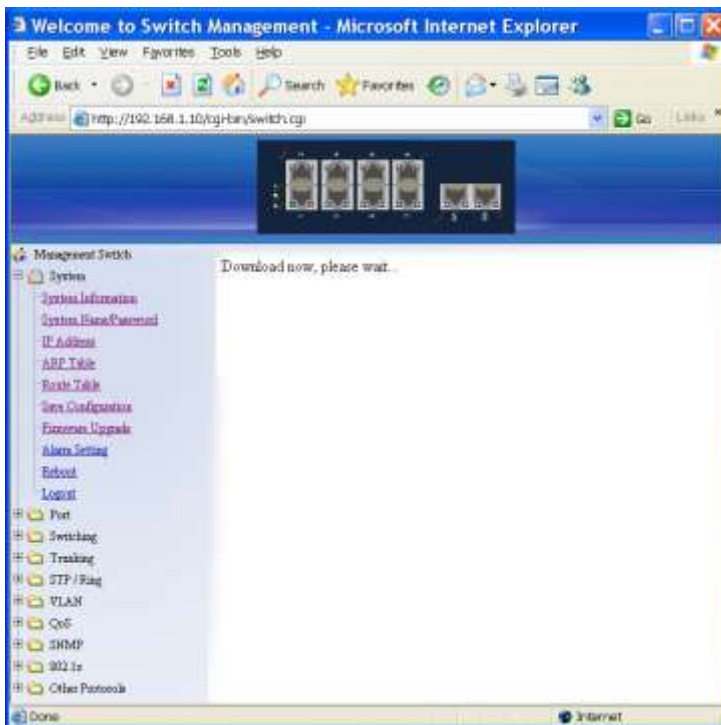 Welcome to Switch Management - Microsoft Internet Explorer
File Edit View Favorites Tools Help
Back Search Favorites
Address http://192.168.1.10/cgi-bin/switch.cgi Go Links »
Management Switch
System
Download now, please wait...
System Information
System Name/Password
IP Address
ARP Table
Route Table
Save Configuration
Firmware Upgrade
Alarm Setting
Reboot
Logout
Port
Switching
Trunking
STP / Ring
VLAN
QoS
SNMP
802.1x
Other Protocols
Done Internet